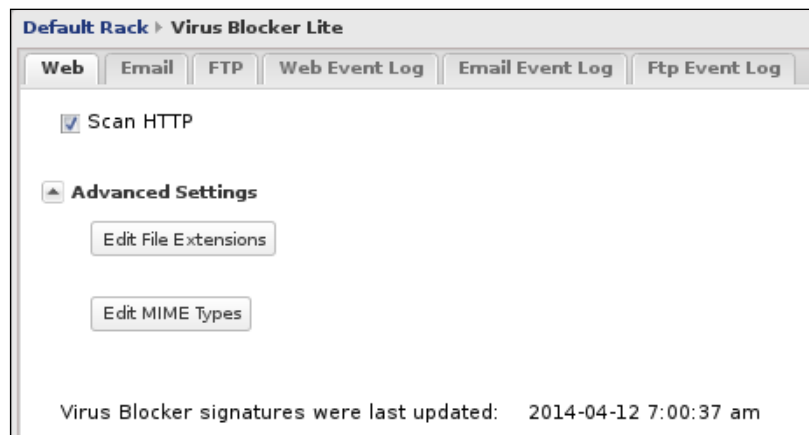 Default Rack Virus Blocker Lite
Web Email FTP Web Event Log Email Event Log Ftp Event Log
Scan HTTP
Advanced Settings
Edit File Extensions
Edit MIME Types
Virus Blocker signatures were last updated: 2014-04-12 7:00:37 am